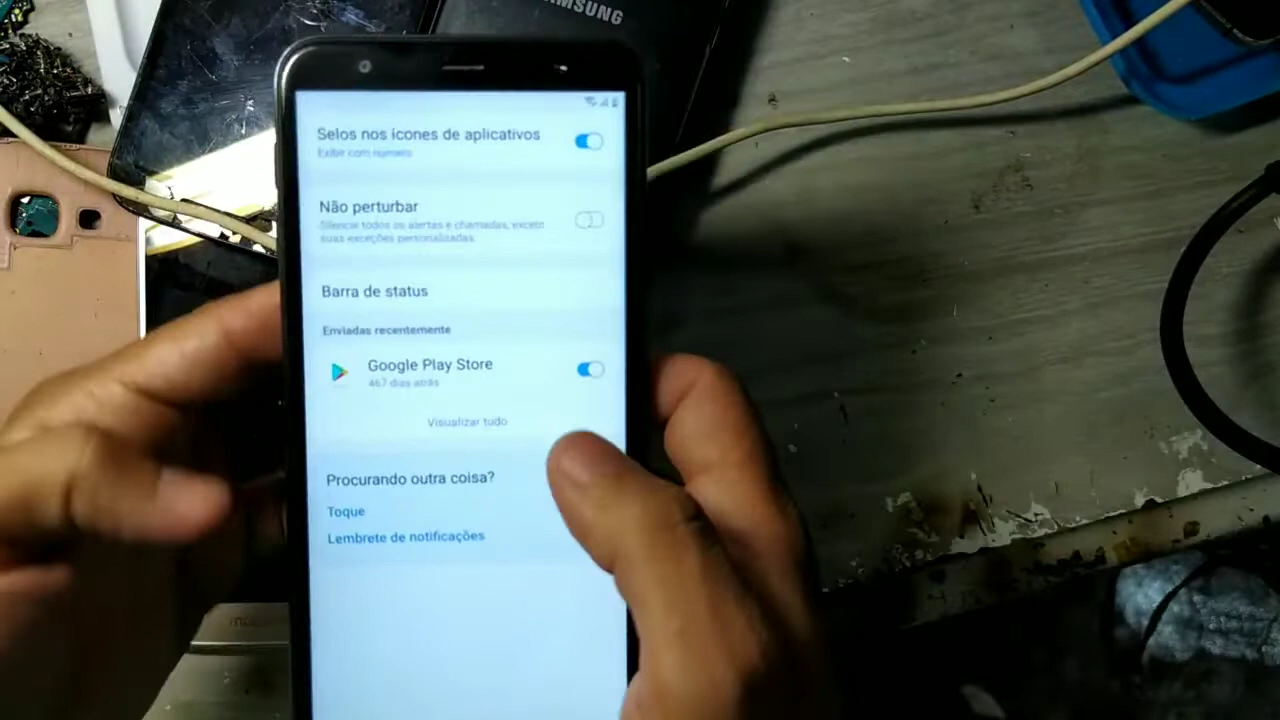 SAMSUNG
Selos nos ícones de aplicativos
Exibir com número
Não perturbar
Silenciar todos os alertas e chamadas, exceto
suas exceções personalizadas
Barra de status
Enviadas recentemente
Google Play Store
467 dias atrás
Visualizar tudo
Procurando outra coisa?
Toque
Lembrete de notificações